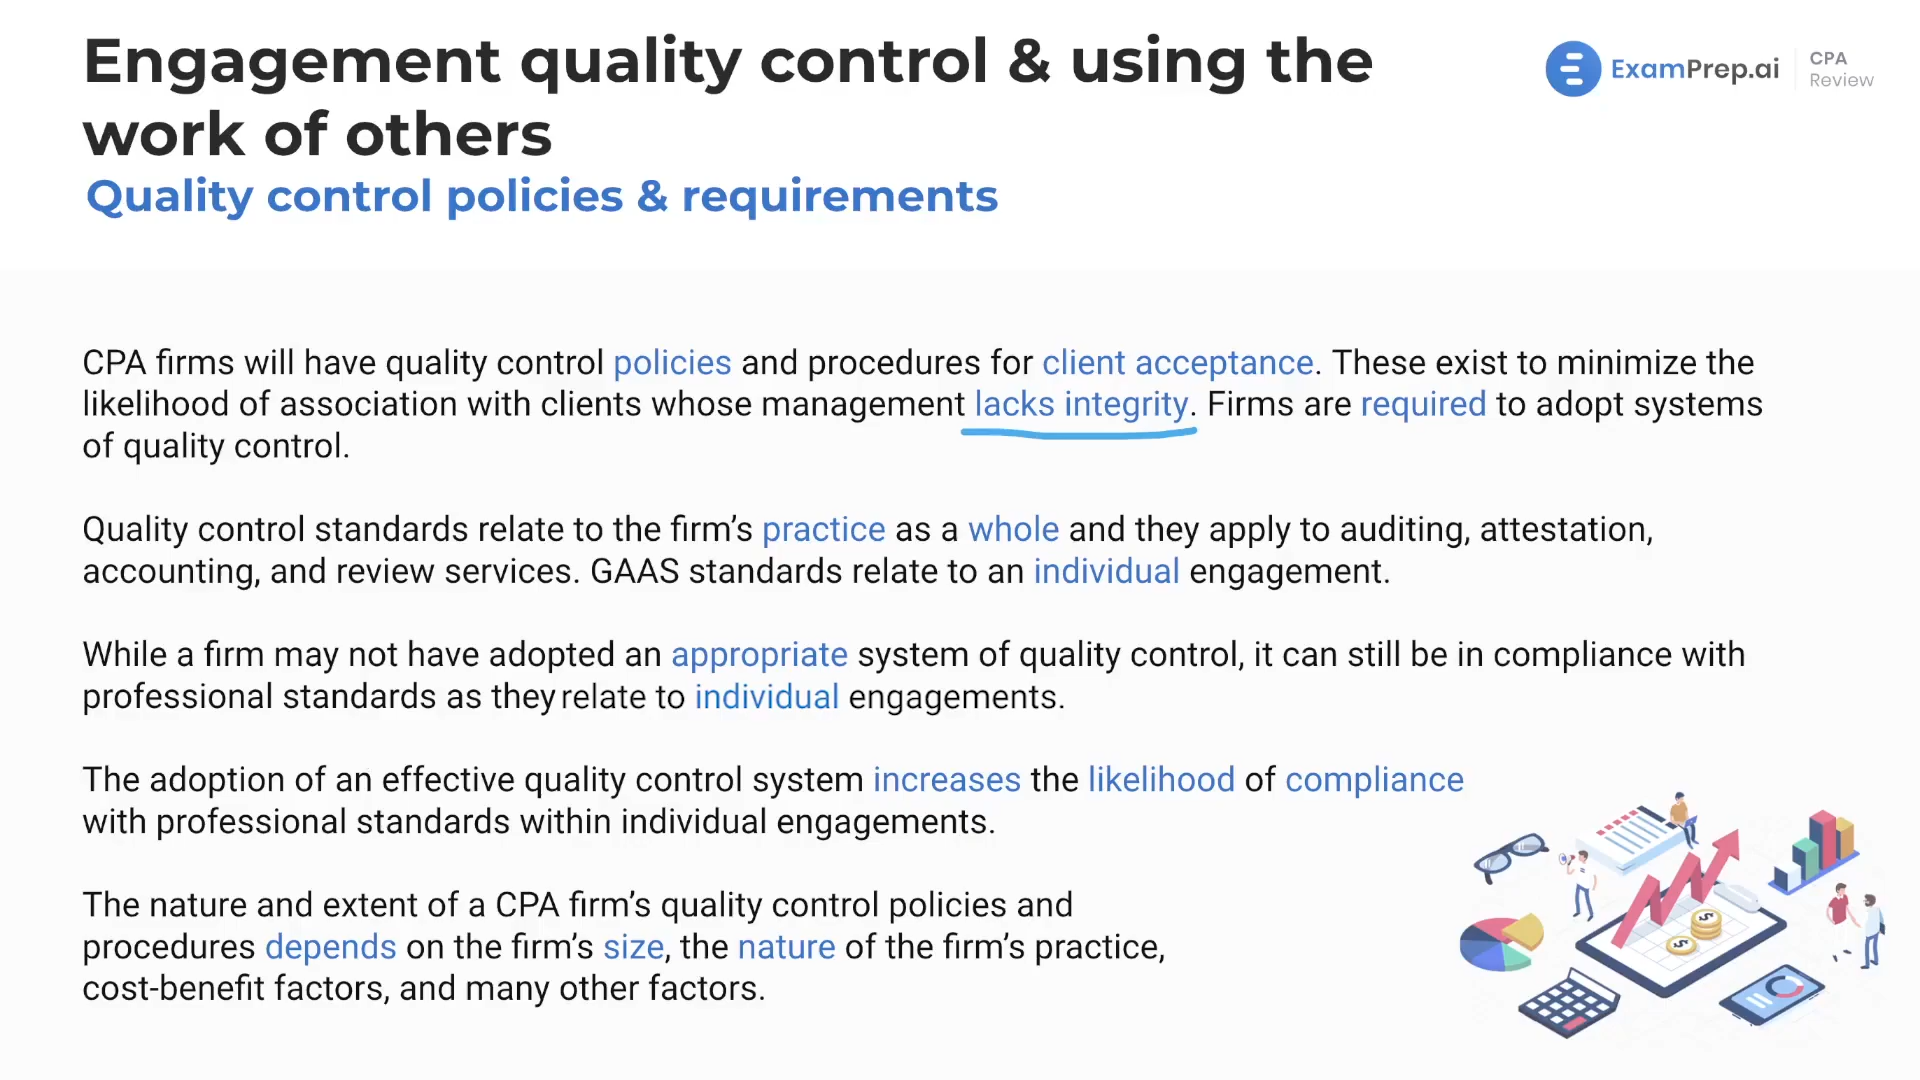 Engagement quality control & using the
work of others
Quality control policies & requirements
ExamPrep.ai
CPA
Review
CPA firms will have quality control policies and procedures for client acceptance. These exist to minimize the
likelihood of association with clients whose management lacks integrity. Firms are required to adopt systems
of quality control.
Quality control standards relate to the firm’s practice as a whole and they apply to auditing, attestation,
accounting, and review services. GAAS standards relate to an individual engagement.
While a firm may not have adopted an appropriate system of quality control, it can still be in compliance with
professional standards as they relate to individual engagements.
The adoption of an effective quality control system increases the likelihood of compliance
with professional standards within individual engagements.
The nature and extent of a CPA firm’s quality control policies and
procedures depends on the firm’s size, the nature of the firm’s practice,
cost-benefit factors, and many other factors.
$
$